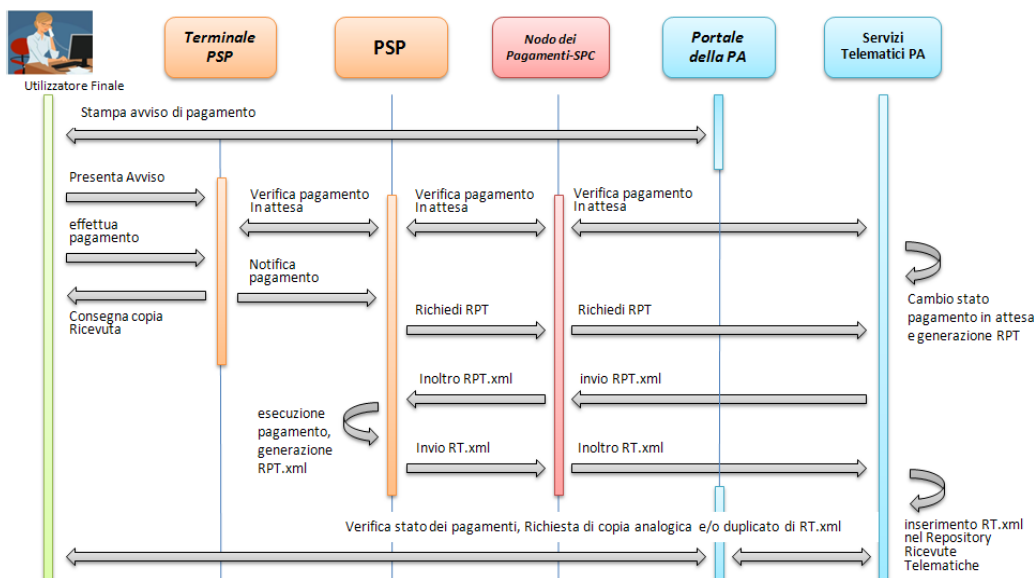 Terminale
PSP
PSP
Nodo dei
Pagamenti-SPC
Portale
della PA
Servizi
Telematici PA
Utilizzatore Finale
Stampa avviso di pagamento
Presenta Avviso
Verifica pagamento
In attesa
Verifica pagamento
In attesa
Verifica pagamento
In attesa
effettua
pagamento
Notifica
pagamento
Consegna copia
Ricevuta
Richiedi RPT
Richiedi RPT
Cambio stato
pagamento in attesa
e generazione RPT
Inoltro RPT.xml
invio RPT.xml
esecuzione
pagamento,
generazione
RPT.xml
Invio RT.xml
Inoltro RT.xml
Verifica stato dei pagamenti, Richiesta di copia analogica e/o duplicato di RT.xml
inserimento RT.xml
nel Repository
Ricevute
Telematiche